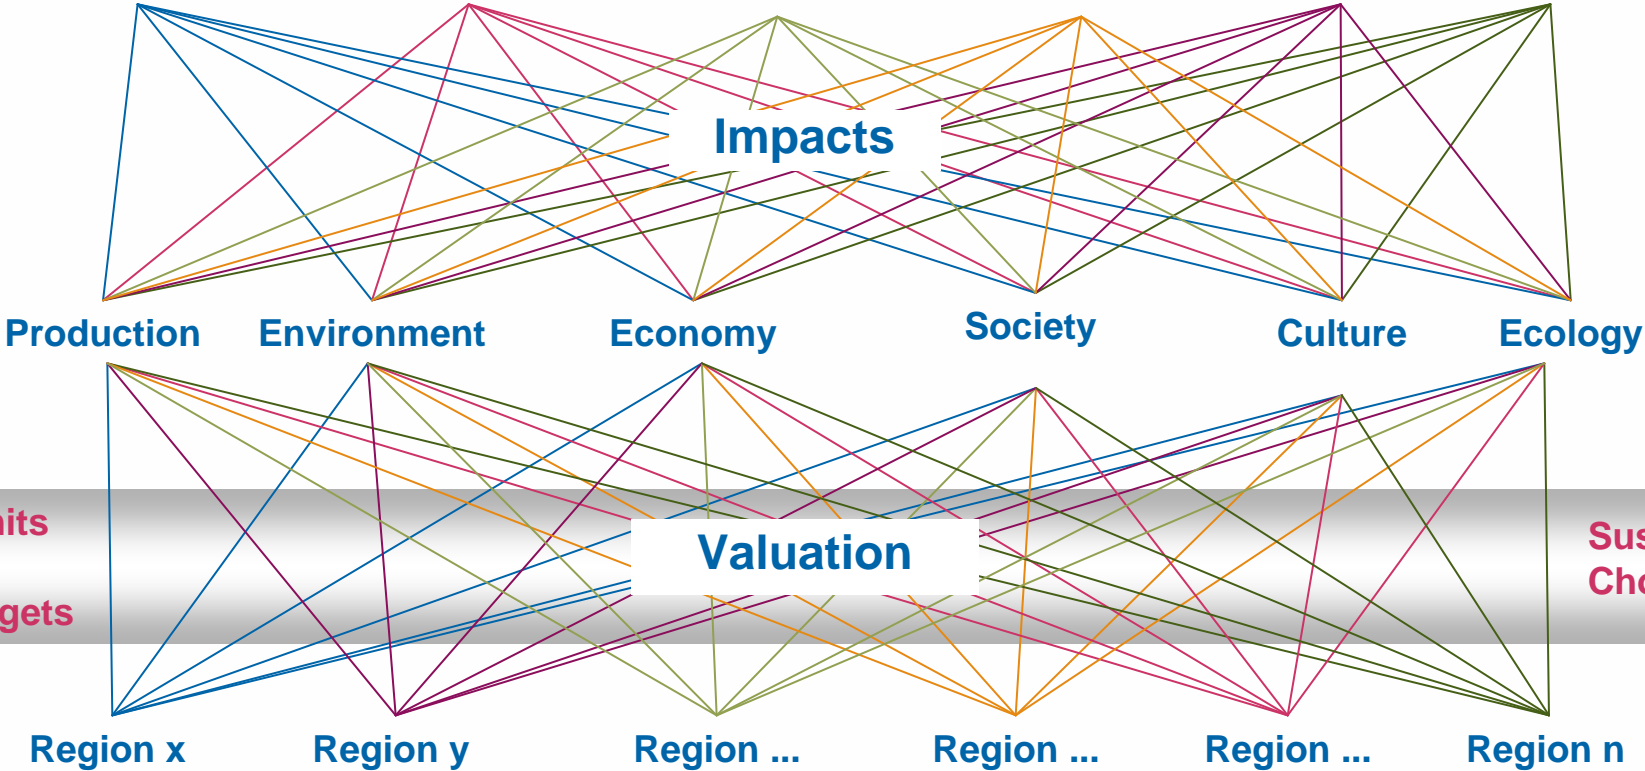 Impacts
Production Environment Economy Society Culture Ecology
Valuation
Region x Region y Region ... Region ... Region ... Region n